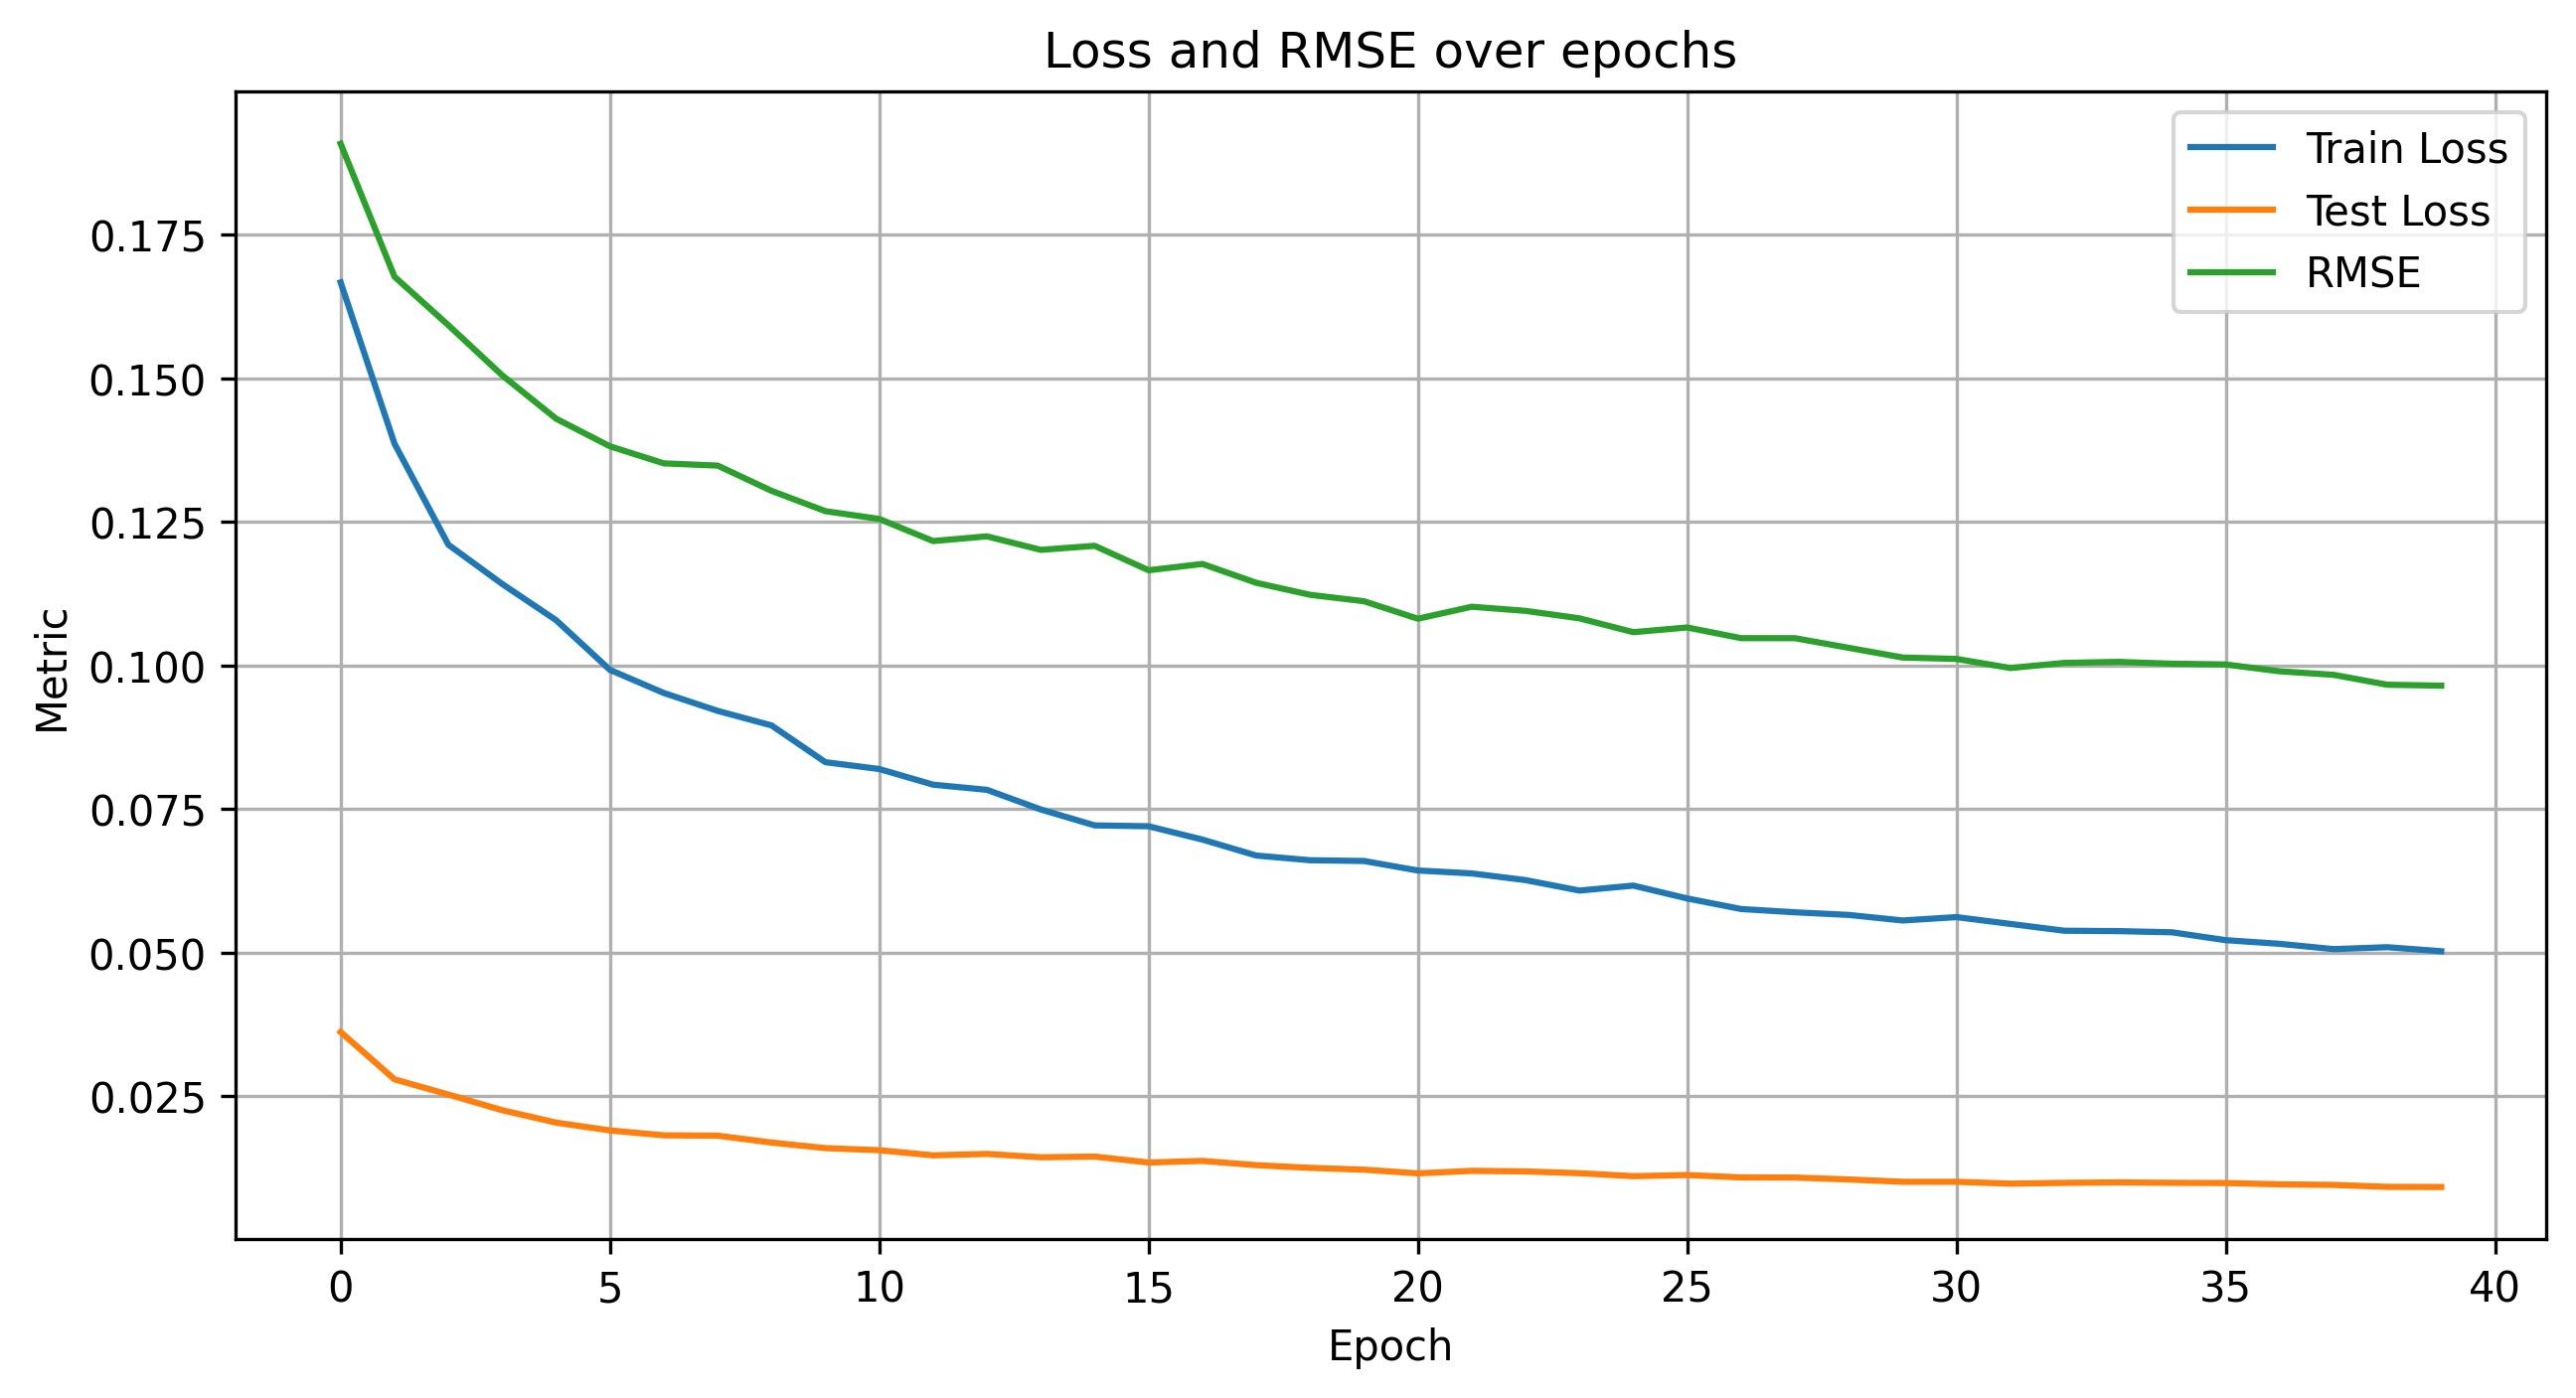 Loss and RMSE over epochs
Train Loss
Test Loss
RMSE
0.175
0.150
0.125
0.100
0.075
0.050
0.025
Metric
0 5 10 15 20 25 30 35 40
Epoch